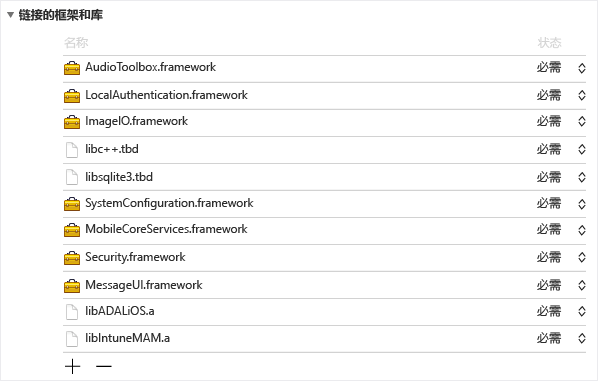 链接的框架和库
名称 状态
AudioToolbox.framework 必需
LocalAuthentication.framework 必需
ImageIO.framework 必需
libc++.tbd 必需
libsqlite3.tbd 必需
SystemConfiguration.framework 必需
MobileCoreServices.framework 必需
Security.framework 必需
MessageUI.framework 必需
libADALiOS.a 必需
libIntuneMAM.a 必需